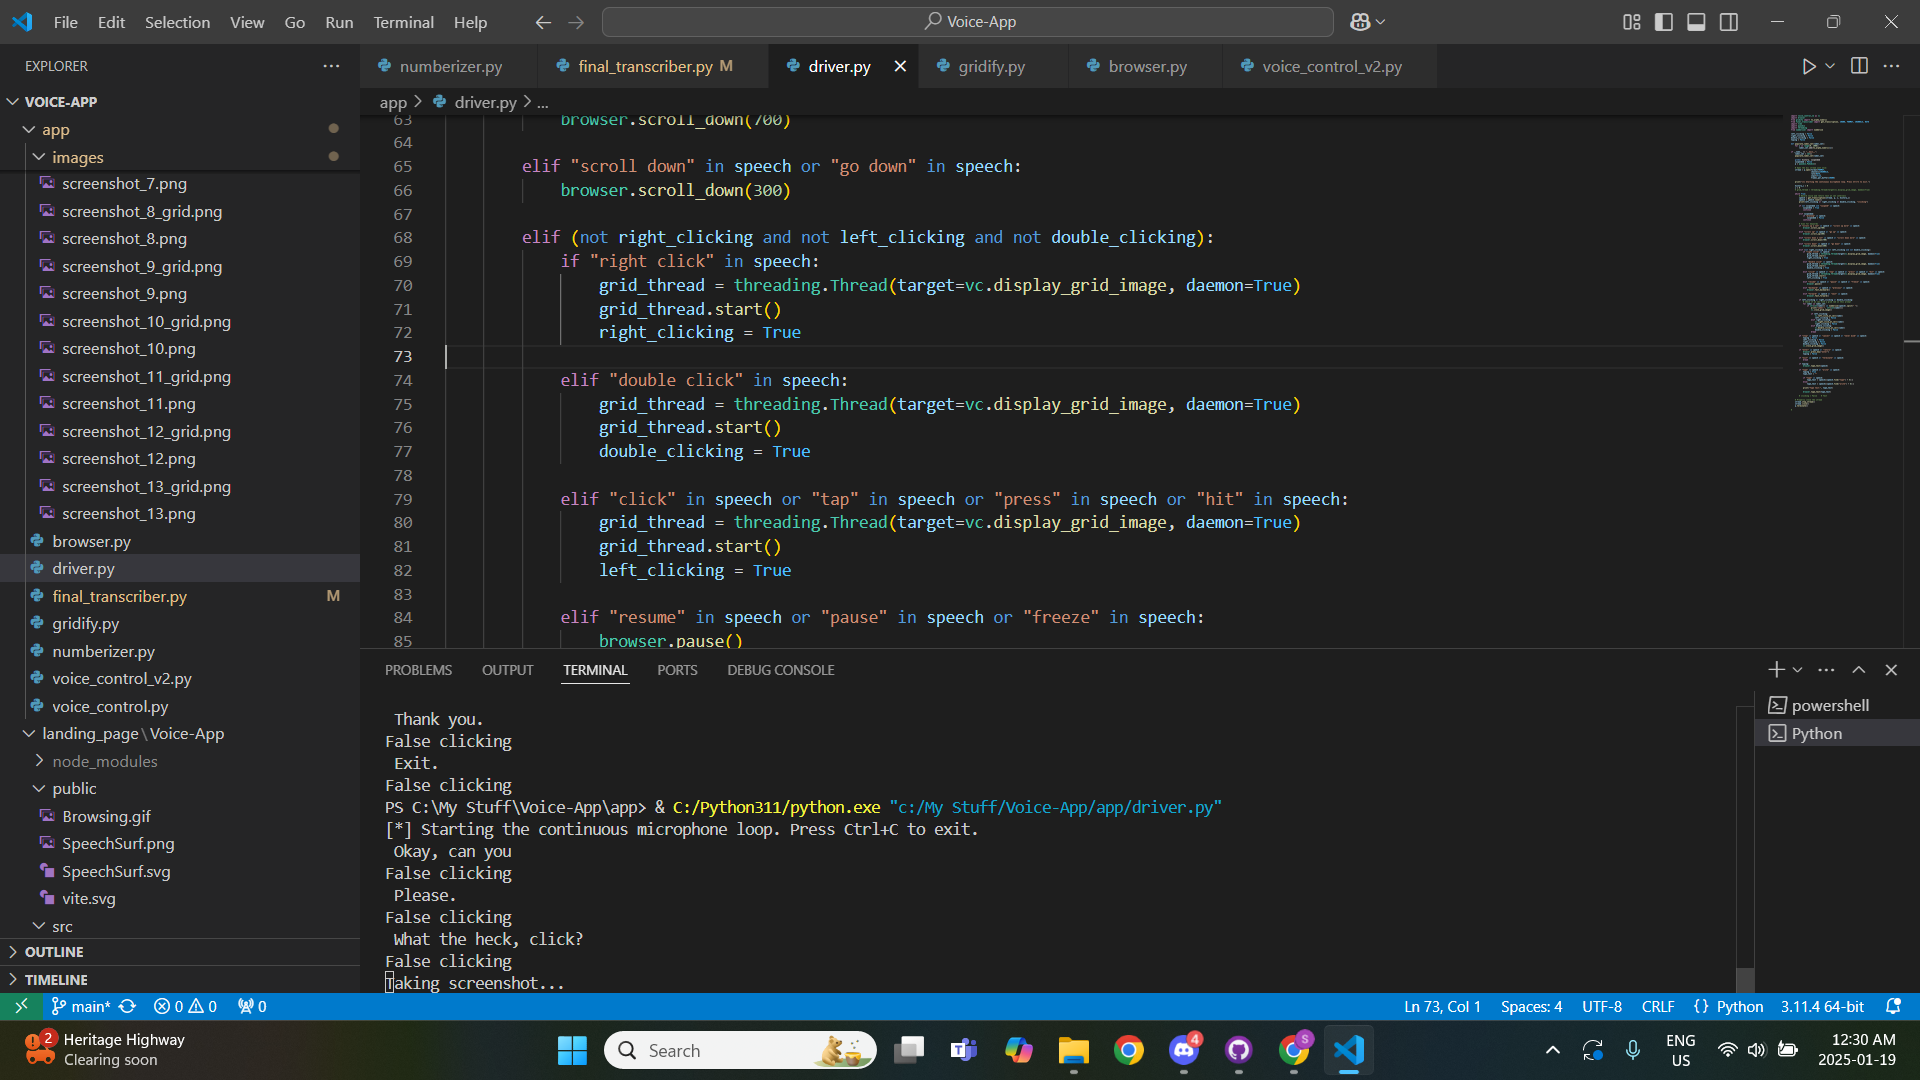 File Edit Selection View Go Run Terminal Help
Voice-App
EXPLORER
numberizer.py
final_transcriber.py M
driver.py
gridify.py
browser.py
voice_control_v2.py
VOICE-APP
app > driver.py > ...
app
images
screenshot_7.png
screenshot_8_grid.png
screenshot_8.png
screenshot_9_grid.png
screenshot_9.png
screenshot_10_grid.png
screenshot_10.png
screenshot_11_grid.png
screenshot_11.png
screenshot_12_grid.png
screenshot_12.png
screenshot_13_grid.png
screenshot_13.png
browser.py
driver.py
final_transcriber.py M
gridify.py
numberizer.py
voice_control_v2.py
voice_control.py
landing_page\Voice-App
node_modules
public
Browsing.gif
SpeechSurf.png
SpeechSurf.svg
vite.svg
src
OUTLINE
TIMELINE
63 browser.scroll_down(700)
64
65 elif "scroll down" in speech or "go down" in speech:
66 browser.scroll_down(300)
67
68 elif (not right_clicking and not left_clicking and not double_clicking):
69 if "right click" in speech:
70 grid_thread = threading.Thread(target=vc.display_grid_image, daemon=True)
71 grid_thread.start()
72 right_clicking = True
73
74 elif "double click" in speech:
75 grid_thread = threading.Thread(target=vc.display_grid_image, daemon=True)
76 grid_thread.start()
77 double_clicking = True
78
79 elif "click" in speech or "tap" in speech or "press" in speech or "hit" in speech:
80 grid_thread = threading.Thread(target=vc.display_grid_image, daemon=True)
81 grid_thread.start()
82 left_clicking = True
83
84 elif "resume" in speech or "pause" in speech or "freeze" in speech:
85 browser.pause()
PROBLEMS OUTPUT TERMINAL PORTS DEBUG CONSOLE
powershell
Python
Thank you.
False clicking
Exit.
False clicking
PS C:\My Stuff\Voice-App\app> & C:/Python311/python.exe "c:/My Stuff/Voice-App/app/driver.py"
[*] Starting the continuous microphone loop. Press Ctrl+C to exit.
Okay, can you
False clicking
Please.
False clicking
What the heck, click?
False clicking
Taking screenshot...
main* 0 0 0 Ln 73, Col 1 Spaces: 4 UTF-8 CRLF {} Python 3.11.4 64-bit
2
Heritage Highway
Clearing soon
Search
4
S
ENG
US
12:30 AM
2025-01-19